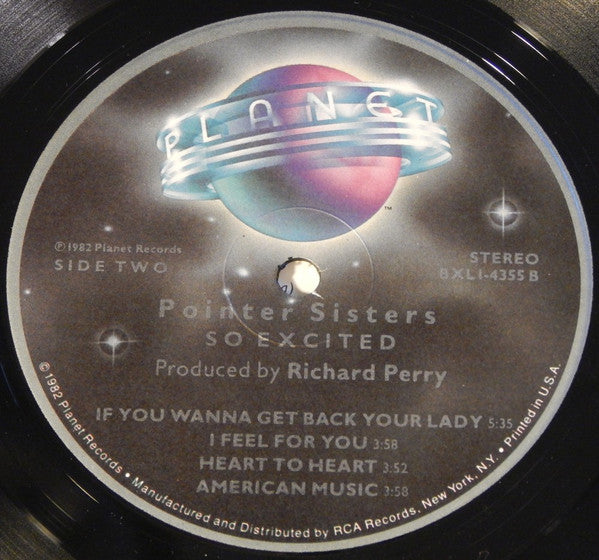 PLANET
™
℗ 1982 Planet Records
SIDE TWO
STEREO
BXL1-4355 B
Pointer Sisters
SO EXCITED
Produced by Richard Perry
IF YOU WANNA GET BACK YOUR LADY 5:35
I FEEL FOR YOU 3:58
HEART TO HEART 3:52
AMERICAN MUSIC 3:58
© 1982 Planet Records • Manufactured and Distributed by RCA Records, New York, N.Y. • Printed in U.S.A.